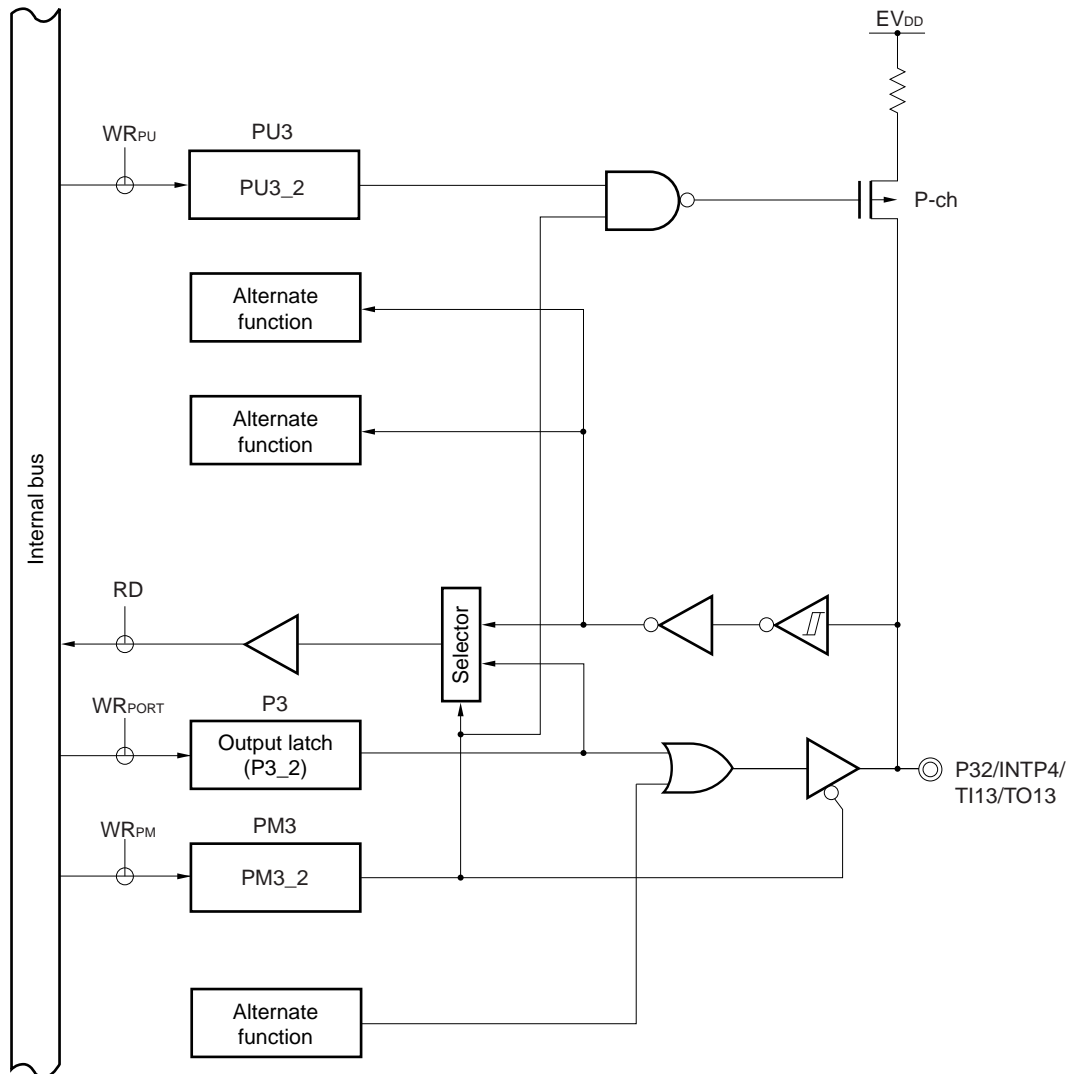 EVDD
WRPU
PU3
PU3_2
P-ch
Alternate
function
Alternate
function
Internal bus
RD
Selector
WRPORT
P3
Output latch
(P3_2)
P32/INTP4/
TI13/TO13
WRPM
PM3
PM3_2
Alternate
function